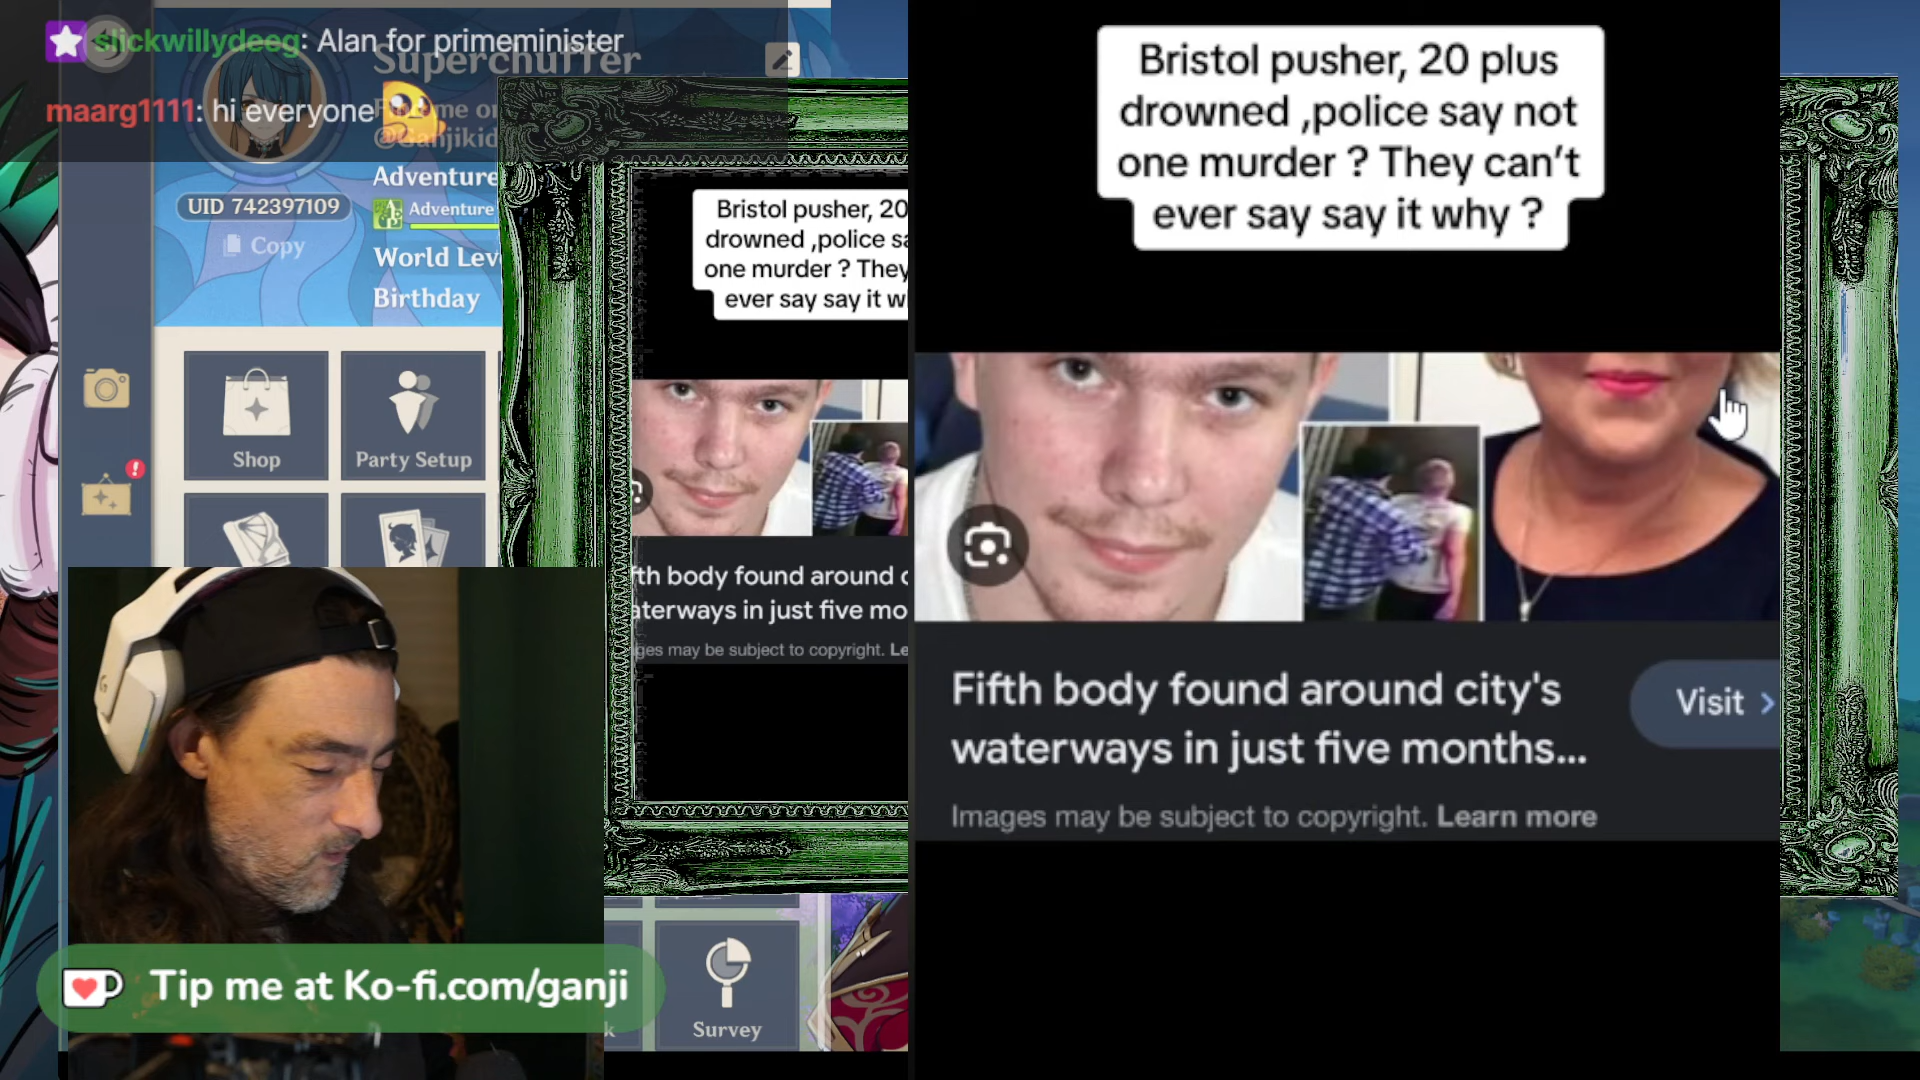 slickwillydeeg: Alan for primeminister
Superchuffer
maarg1111: hi everyone
me on
@Ganjikid
Adventure
UID 742397109
Adventure
Copy
World Lev
Birthday
Shop
Party Setup
Bristol pusher, 20
drowned ,police sa
one murder ? They
ever say say it w
fth body found around c
aterways in just five mo
ges may be subject to copyright. Le
Bristol pusher, 20 plus
drowned ,police say not
one murder ? They can't
ever say say it why ?
Fifth body found around city's
waterways in just five months...
Visit >
Images may be subject to copyright. Learn more
Tip me at Ko-fi.com/ganji
k
Survey